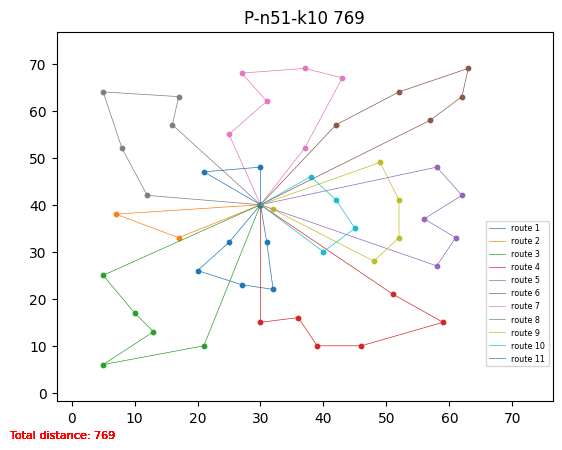 P-n51-k10 769
70
60
50
40
30
20
10
0
0 10 20 30 40 50 60 70
route 1
route 2
route 3
route 4
route 5
route 6
route 7
route 8
route 9
route 10
route 11
Total distance: 769